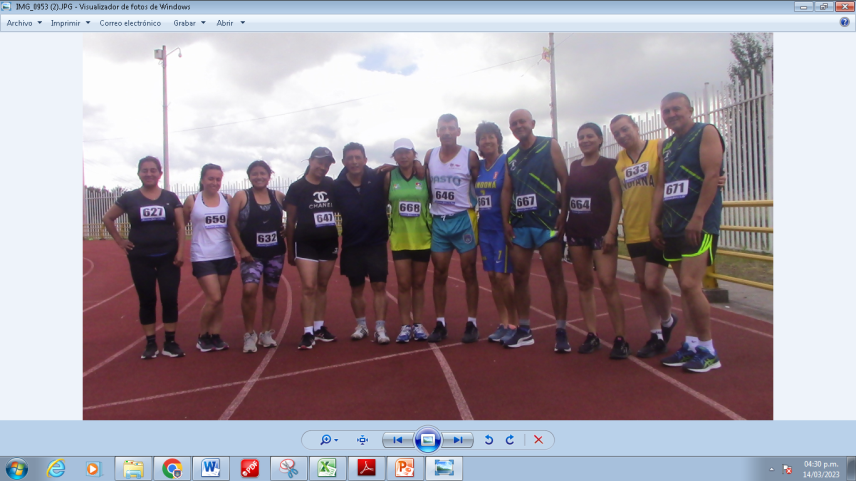 IMG_0953 (2).JPG - Visualizador de fotos de Windows
Archivo Imprimir Correo electrónico Grabar Abrir
627
659
632
CHANEL
647
668
PASTO
646
661
667
664
633
671
04:30 p.m.
14/03/2023